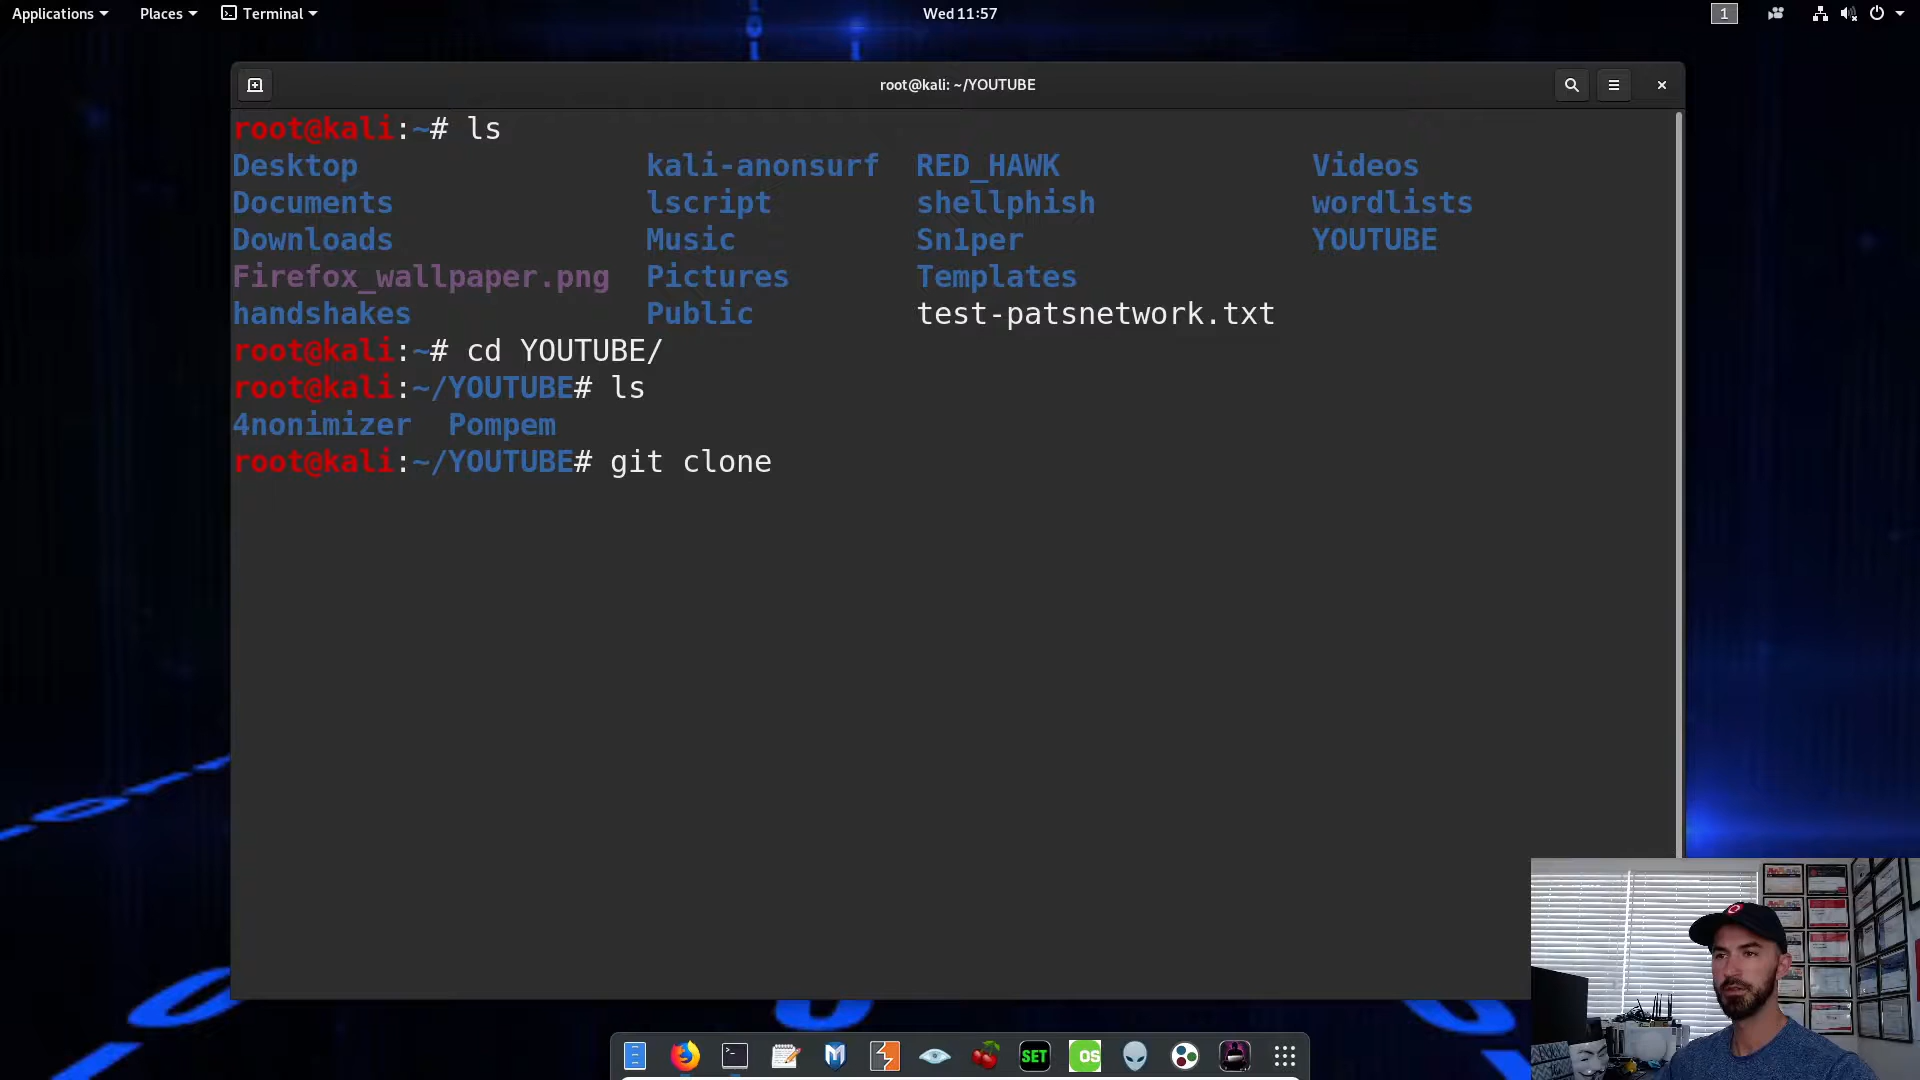 Applications Places Terminal Wed 11:57 1
root@kali: ~/YOUTUBE
root@kali:~# ls
Desktop kali-anonsurf RED_HAWK Videos
Documents lscript shellphish wordlists
Downloads Music Sn1per YOUTUBE
Firefox_wallpaper.png Pictures Templates
handshakes Public test-patsnetwork.txt
root@kali:~# cd YOUTUBE/
root@kali:~/YOUTUBE# ls
4nonimizer Pompem
root@kali:~/YOUTUBE# git clone
SET OS